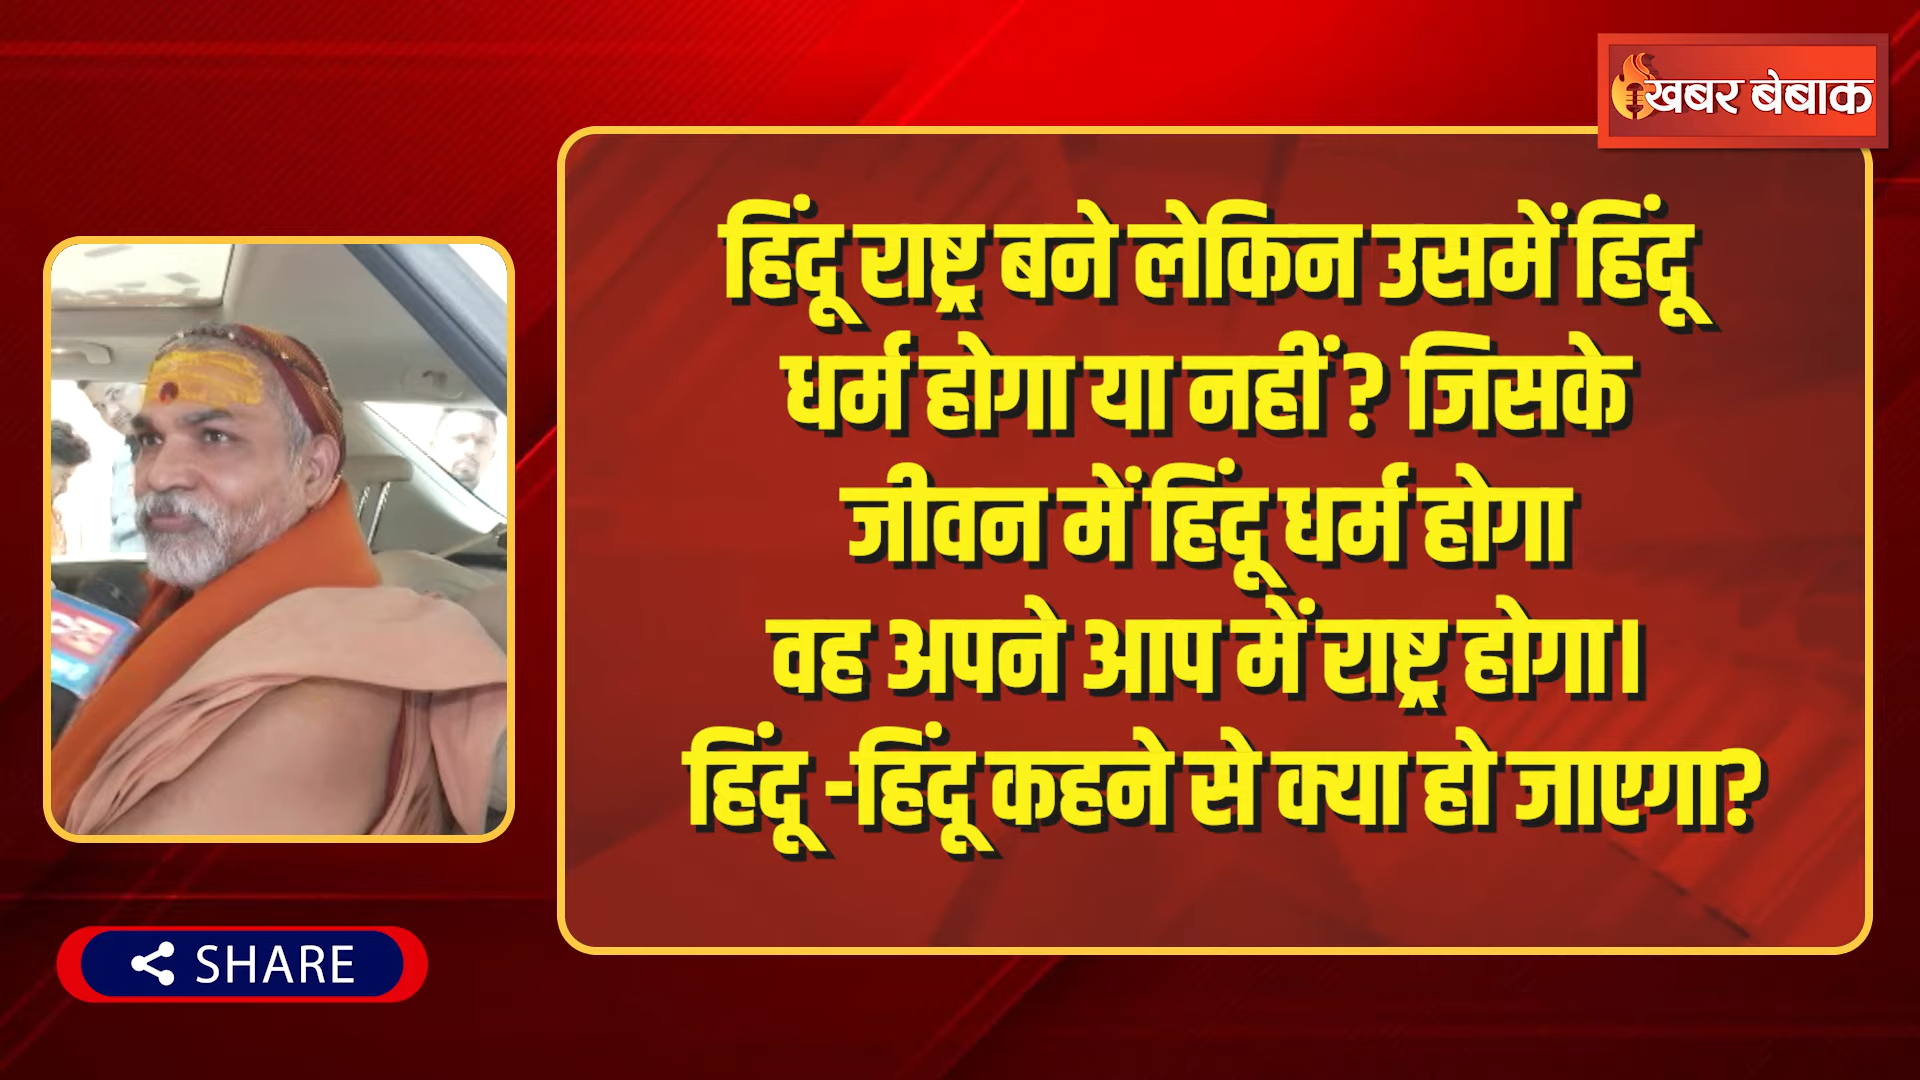 खबर बेबाक
हिंदू राष्ट्र बने लेकिन उसमें हिंदू
धर्म होगा या नहीं ? जिसके
जीवन में हिंदू धर्म होगा
वह अपने आप में राष्ट्र होगा।
हिंदू -हिंदू कहने से क्या हो जाएगा?
SHARE